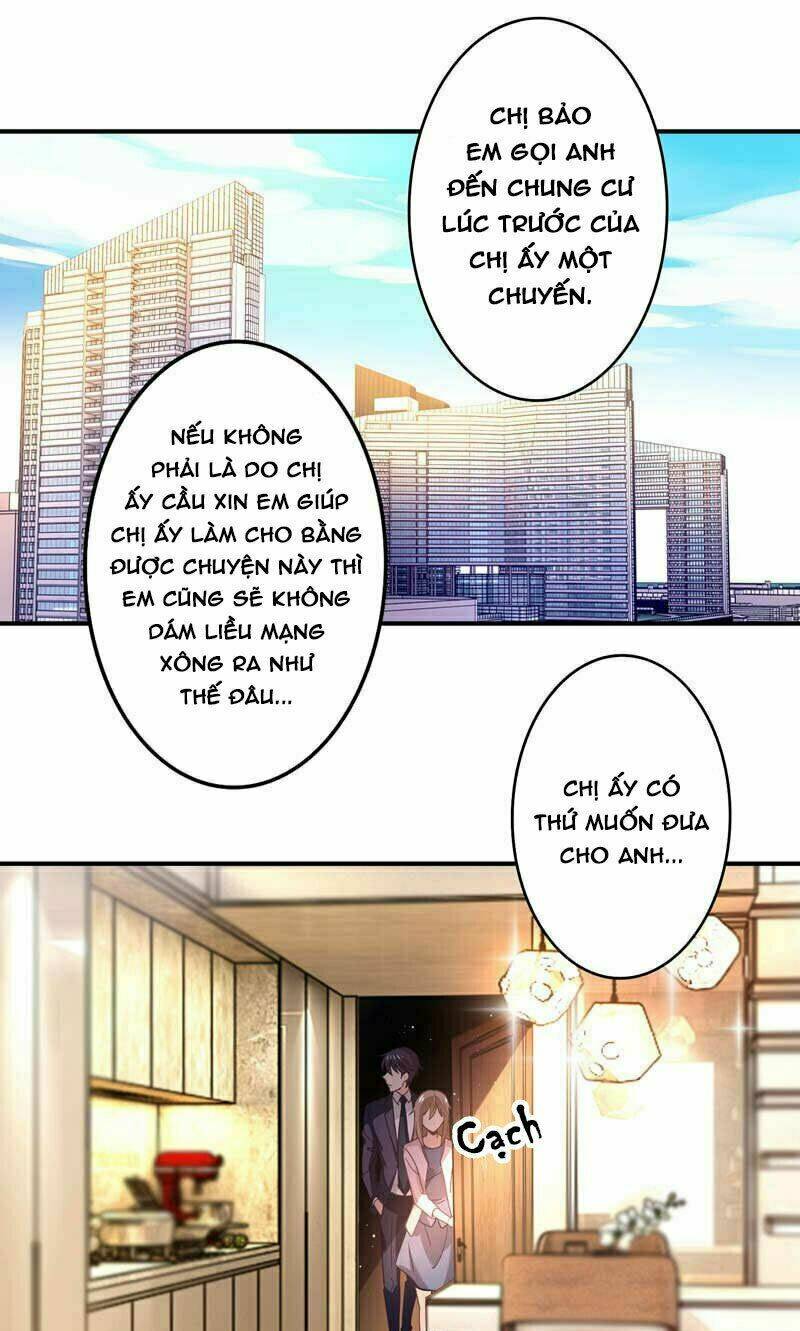 CHỊ BẢO
EM GỌI ANH
ĐẾN CHUNG CƯ
LÚC TRƯỚC CỦA
CHỊ ẤY MỘT
CHUYẾN.
NẾU KHÔNG
PHẢI LÀ DO CHỊ
ẤY CẦU XIN EM GIÚP
CHỊ ẤY LÀM CHO BẰNG
ĐƯỢC CHUYỆN NÀY THÌ
EM CŨNG SẼ KHÔNG
DÁM LIỀU MẠNG
XÔNG RA NHƯ
THẾ ĐÂU...
CHỊ ẤY CÓ
THỨ MUỐN ĐƯA
CHO ANH...
Cạch